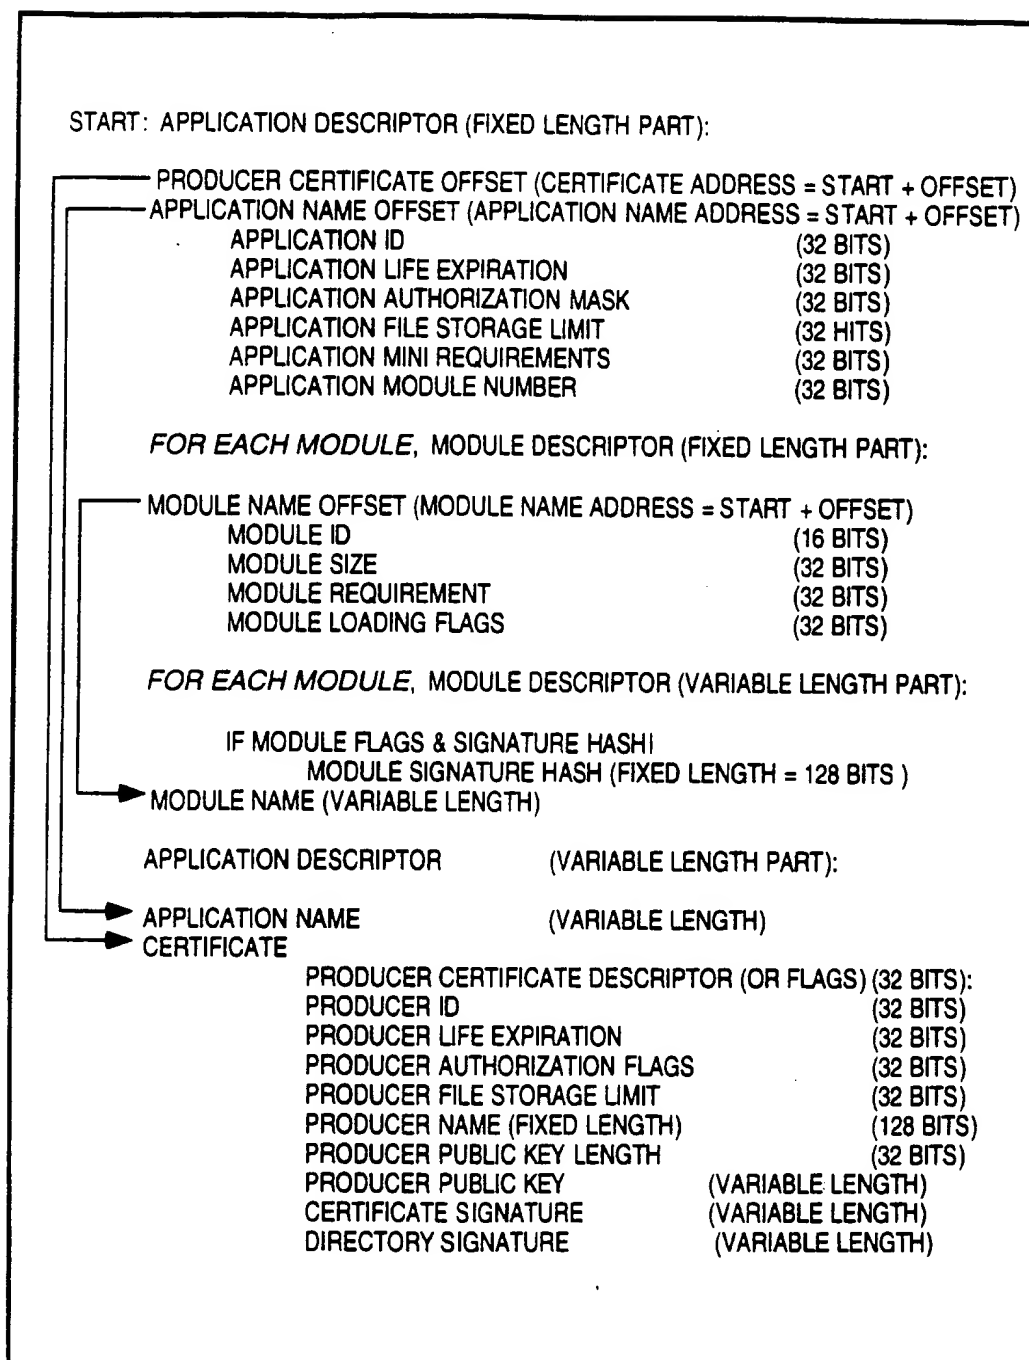 START: APPLICATION DESCRIPTOR (FIXED LENGTH PART):
PRODUCER CERTIFICATE OFFSET (CERTIFICATE ADDRESS = START + OFFSET)
APPLICATION NAME OFFSET (APPLICATION NAME ADDRESS = START + OFFSET)
APPLICATION ID (32 BITS)
APPLICATION LIFE EXPIRATION (32 BITS)
APPLICATION AUTHORIZATION MASK (32 BITS)
APPLICATION FILE STORAGE LIMIT (32 HITS)
APPLICATION MINI REQUIREMENTS (32 BITS)
APPLICATION MODULE NUMBER (32 BITS)
FOR EACH MODULE, MODULE DESCRIPTOR (FIXED LENGTH PART):
MODULE NAME OFFSET (MODULE NAME ADDRESS = START + OFFSET)
MODULE ID (16 BITS)
MODULE SIZE (32 BITS)
MODULE REQUIREMENT (32 BITS)
MODULE LOADING FLAGS (32 BITS)
FOR EACH MODULE, MODULE DESCRIPTOR (VARIABLE LENGTH PART):
IF MODULE FLAGS & SIGNATURE HASHI
MODULE SIGNATURE HASH (FIXED LENGTH = 128 BITS )
MODULE NAME (VARIABLE LENGTH)
APPLICATION DESCRIPTOR (VARIABLE LENGTH PART):
APPLICATION NAME (VARIABLE LENGTH)
CERTIFICATE
PRODUCER CERTIFICATE DESCRIPTOR (OR FLAGS) (32 BITS):
PRODUCER ID (32 BITS)
PRODUCER LIFE EXPIRATION (32 BITS)
PRODUCER AUTHORIZATION FLAGS (32 BITS)
PRODUCER FILE STORAGE LIMIT (32 BITS)
PRODUCER NAME (FIXED LENGTH) (128 BITS)
PRODUCER PUBLIC KEY LENGTH (32 BITS)
PRODUCER PUBLIC KEY (VARIABLE LENGTH)
CERTIFICATE SIGNATURE (VARIABLE LENGTH)
DIRECTORY SIGNATURE (VARIABLE LENGTH)